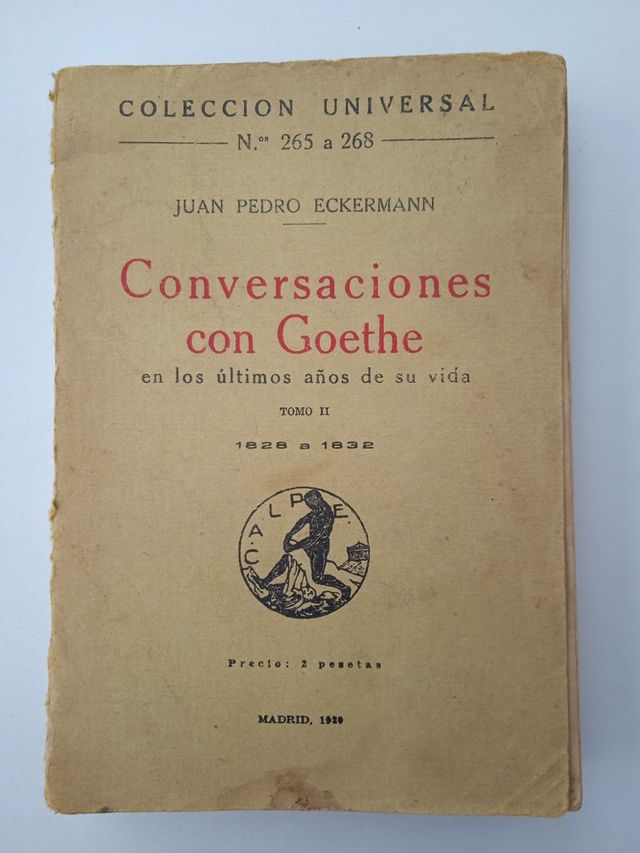 COLECCION UNIVERSAL
N.os 265 a 268
JUAN PEDRO ECKERMANN
Conversaciones
con Goethe
en los últimos años de su vida
TOMO II
1828 a 1832
CALPE
Precio: 2 pesetas
MADRID, 1920